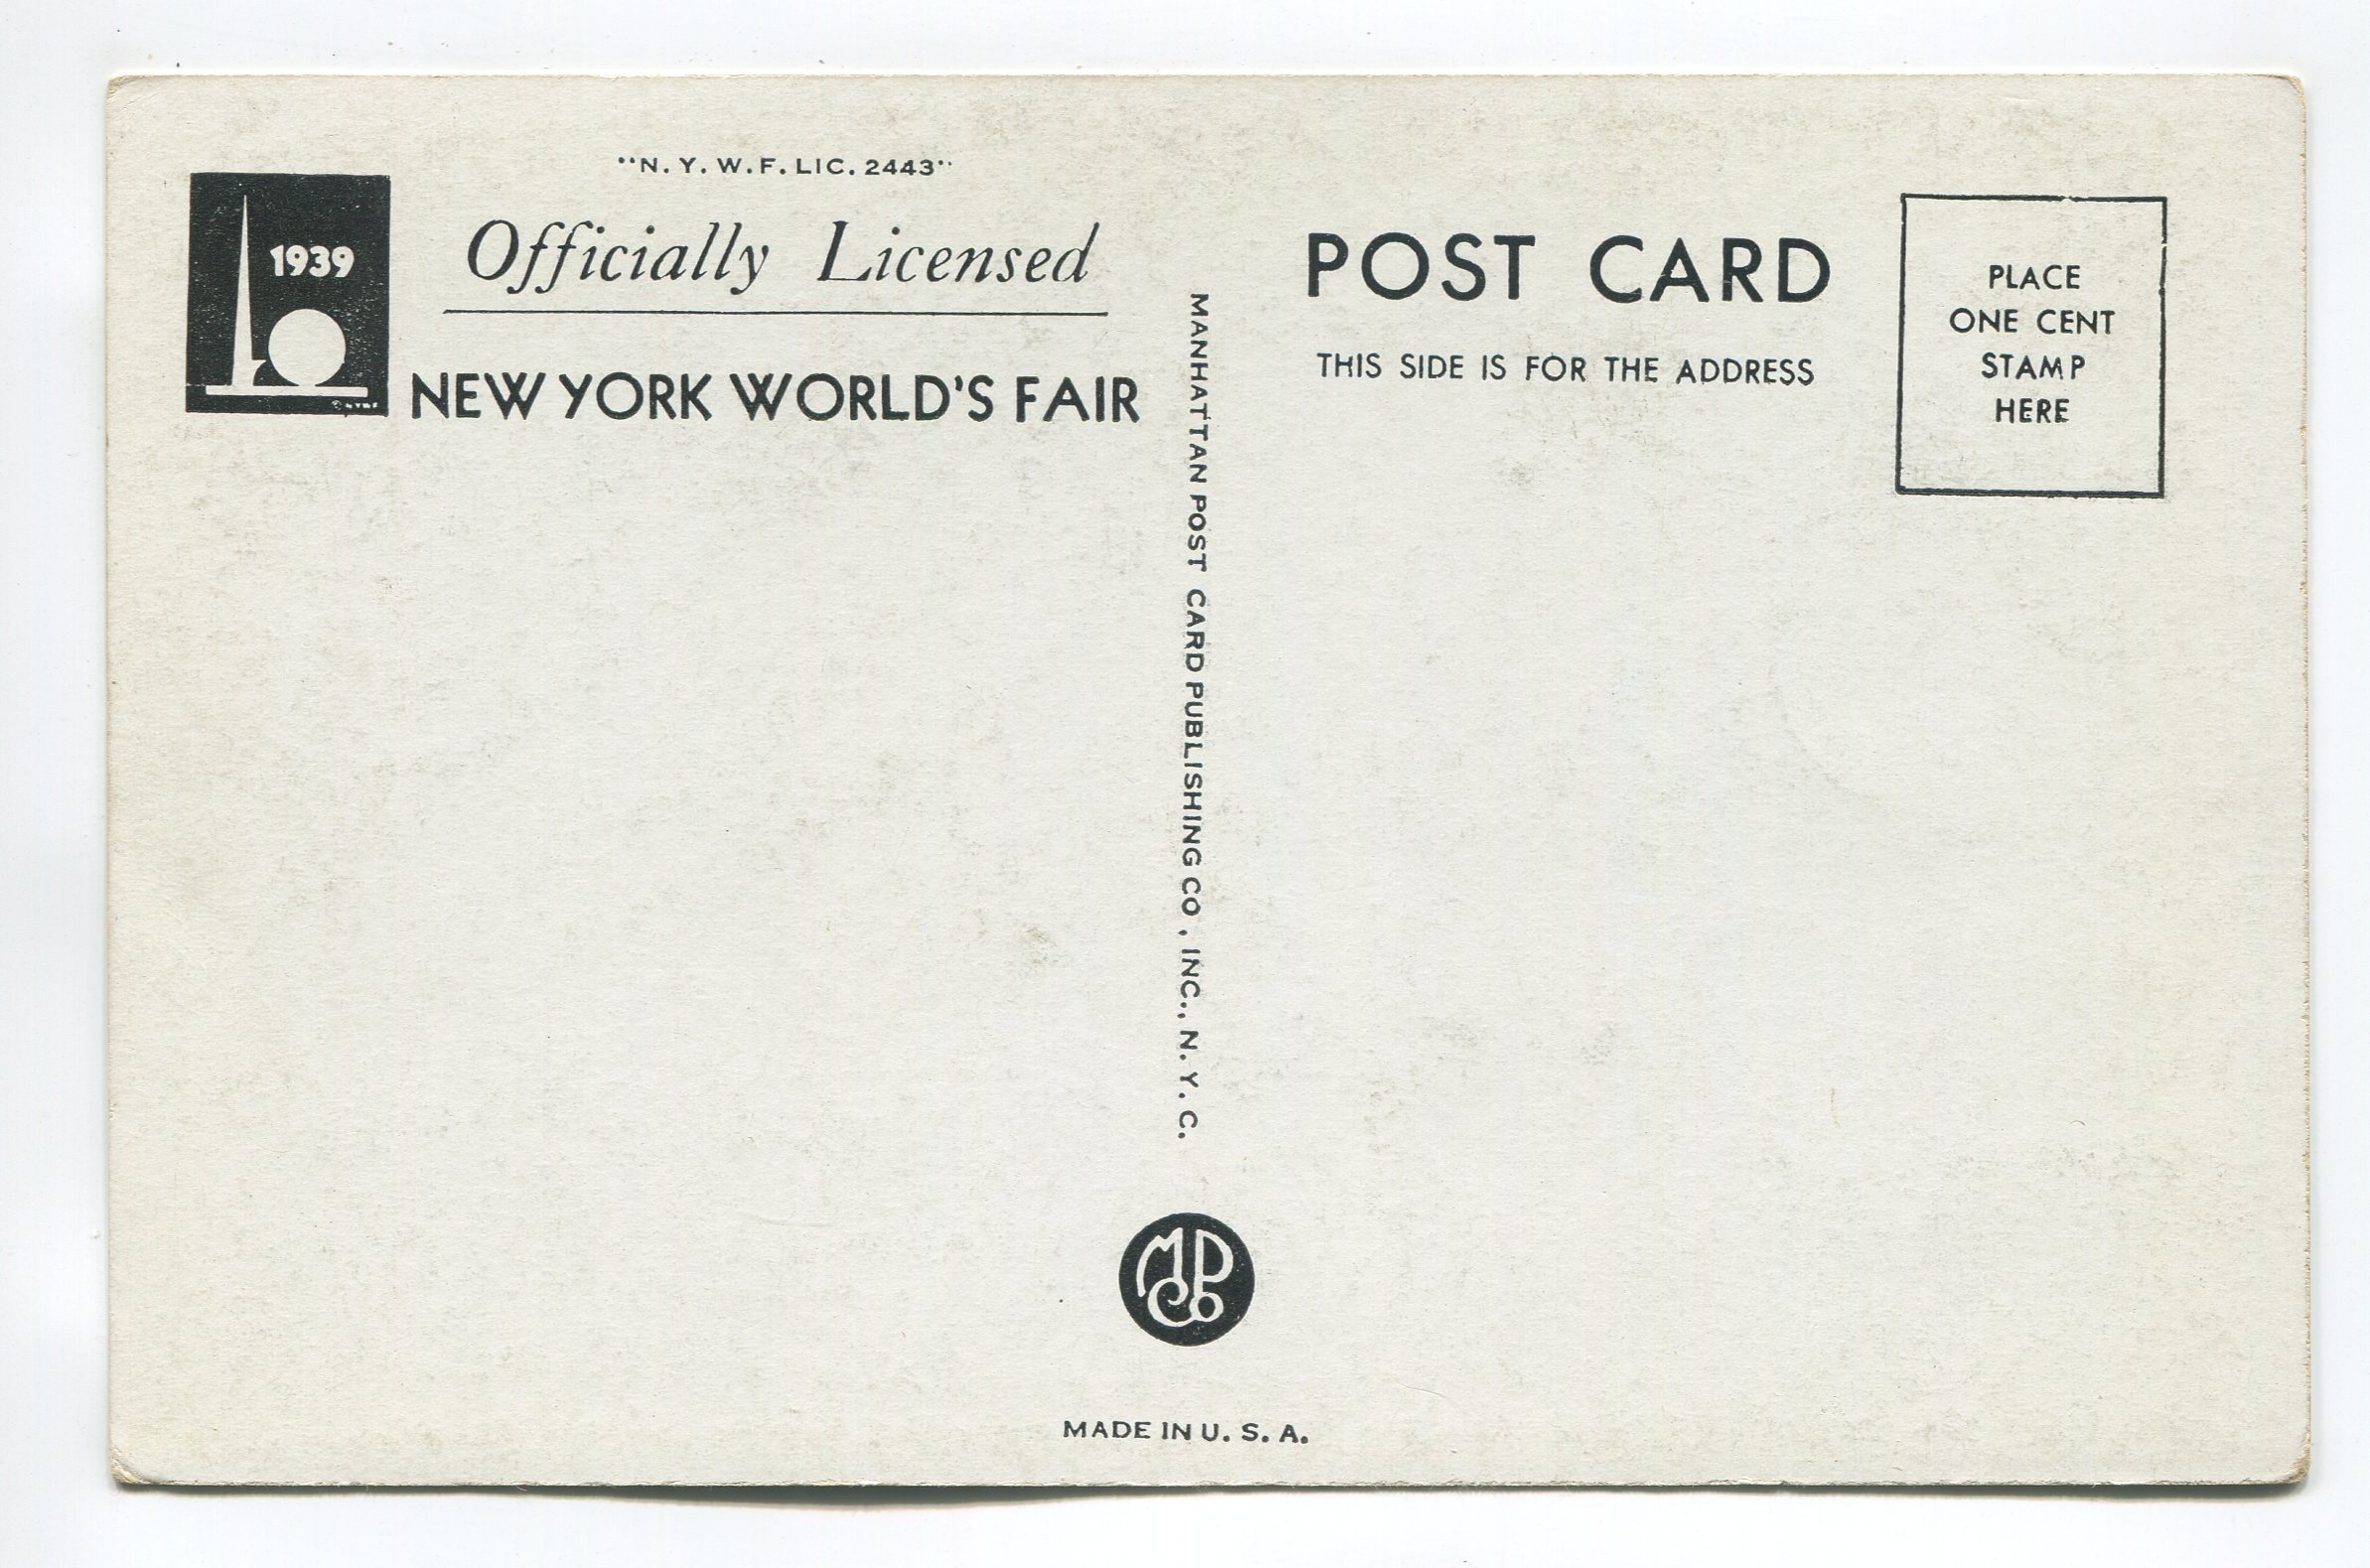 "N. Y. W. F. LIC. 2443"
1939
Officially Licensed
NEW YORK WORLD'S FAIR
MANHATTAN POST CARD PUBLISHING CO., INC., N. Y. C.
POST CARD
THIS SIDE IS FOR THE ADDRESS
PLACE
ONE CENT
STAMP
HERE
MPCo
MADE IN U. S. A.